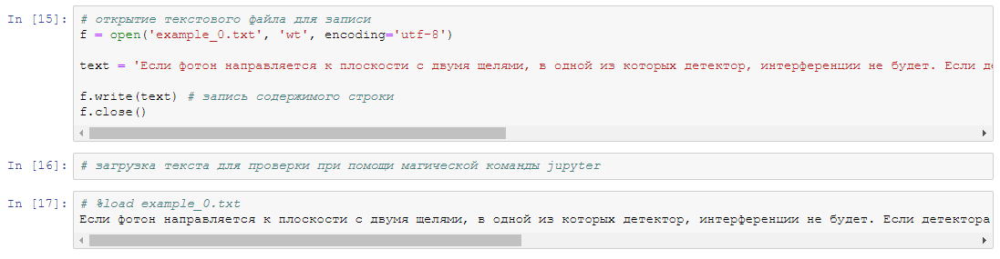 In [15]:
# открытие текстового файла для записи
f = open('example_0.txt', 'wt', encoding='utf-8')
text = 'Если фотон направляется к плоскости с двумя щелями, в одной из которых детектор, интерференции не будет. Если
f.write(text) # запись содержимого строки
f.close()
In [16]:
# загрузка текста для проверки при помощи магической команды jupyter
In [17]:
# %load example_0.txt
Если фотон направляется к плоскости с двумя щелями, в одной из которых детектор, интерференции не будет. Если детектора